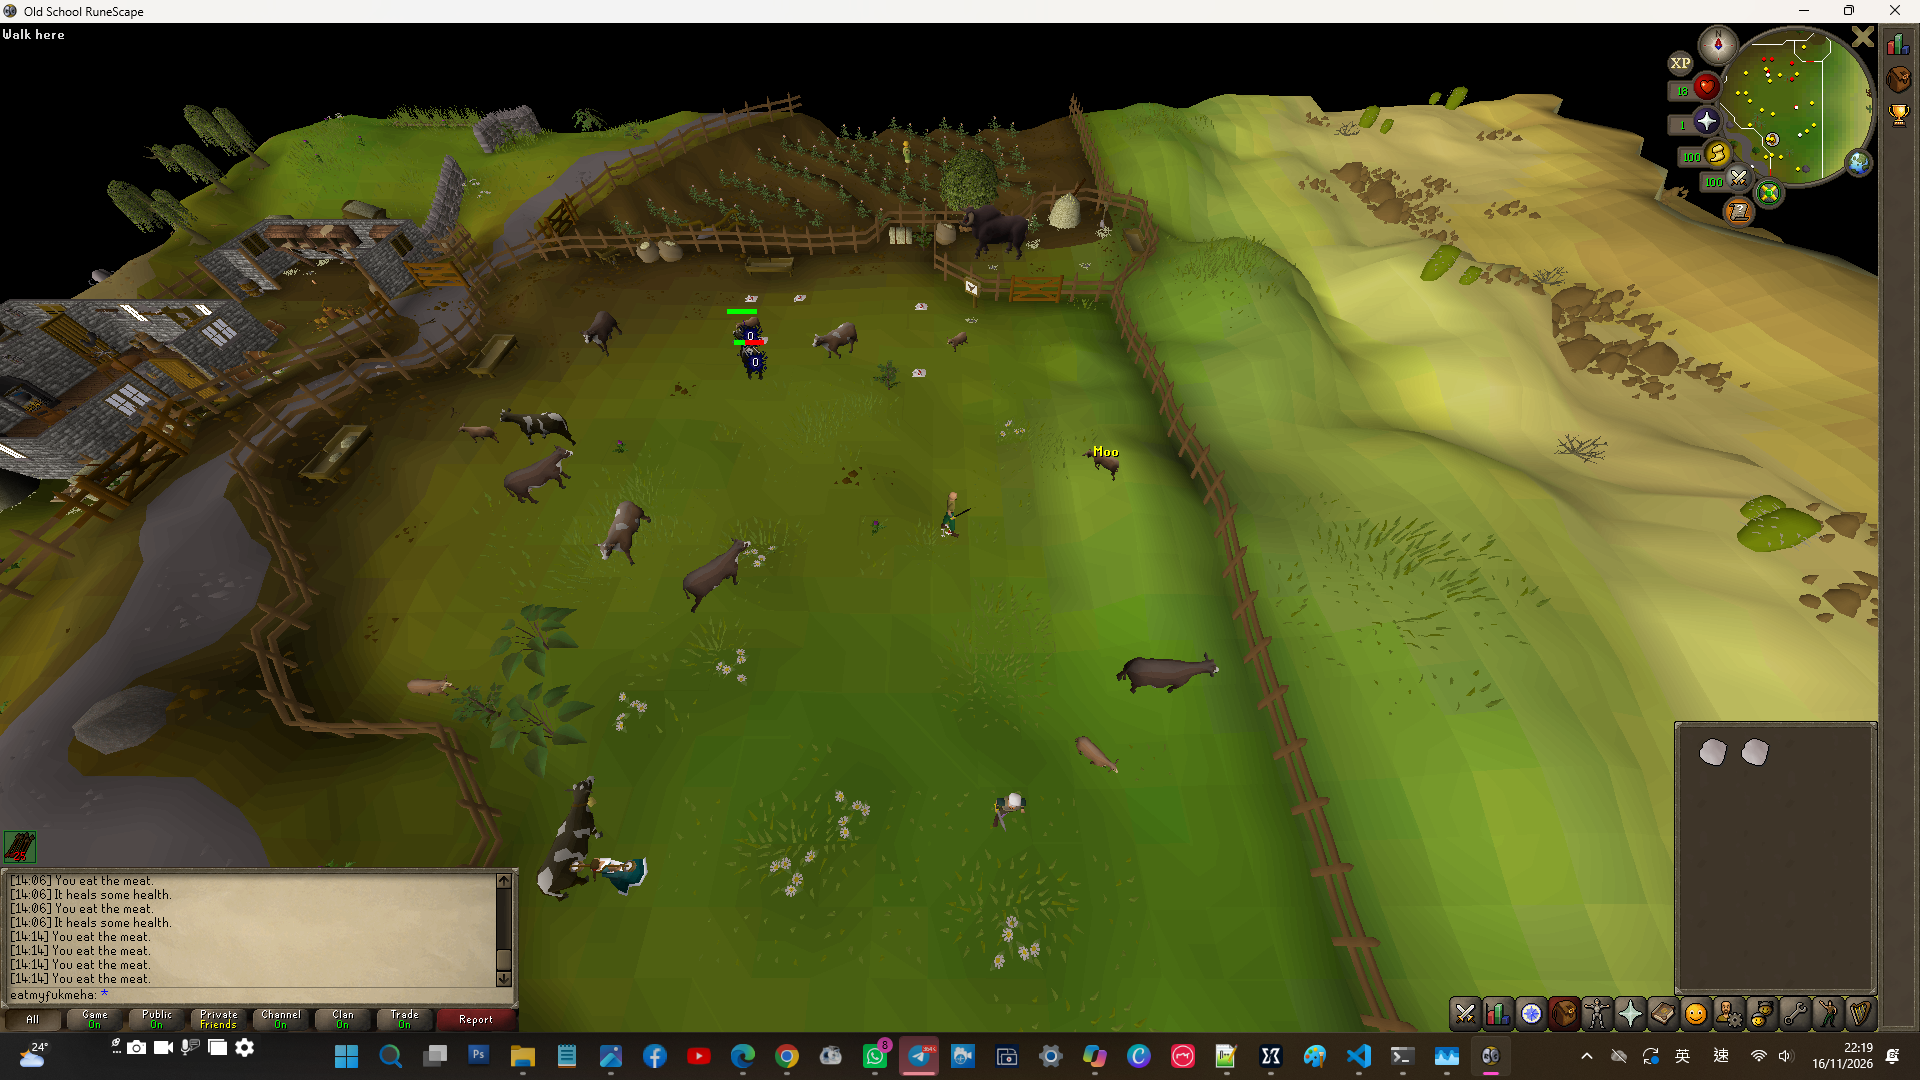 Old School RuneScape
Walk here
N
XP
18
1
100
100
0
0
Moo
23
[14:06] You eat the meat.
[14:06] It heals some health.
[14:06] You eat the meat.
[14:06] It heals some health.
[14:14] You eat the meat.
[14:14] You eat the meat.
[14:14] You eat the meat.
[14:14] You eat the meat.
eatmyfukmeha: *
All
Game
On
Public
On
Private
Friends
Channel
On
Clan
On
Trade
On
Report
24°
Ps
8
英
速
22:19
16/11/2026